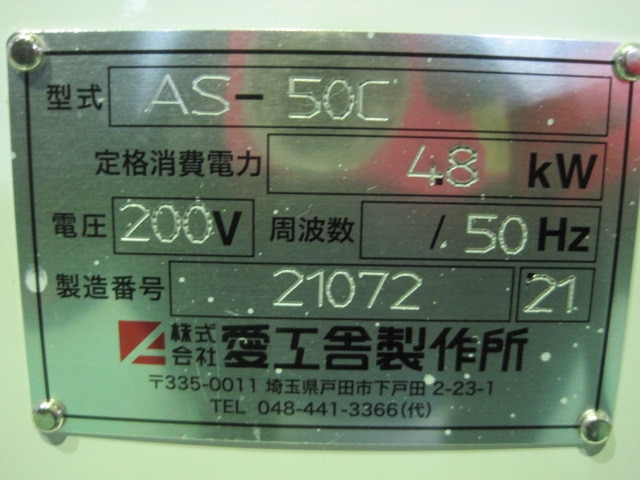 型式 AS-50C
定格消費電力 4.8 kW
電圧 200V 周波数 / 50 Hz
製造番号 21072 21
株式会社 愛工舎製作所
〒335-0011 埼玉県戸田市下戸田 2-23-1
TEL 048-441-3366(代)